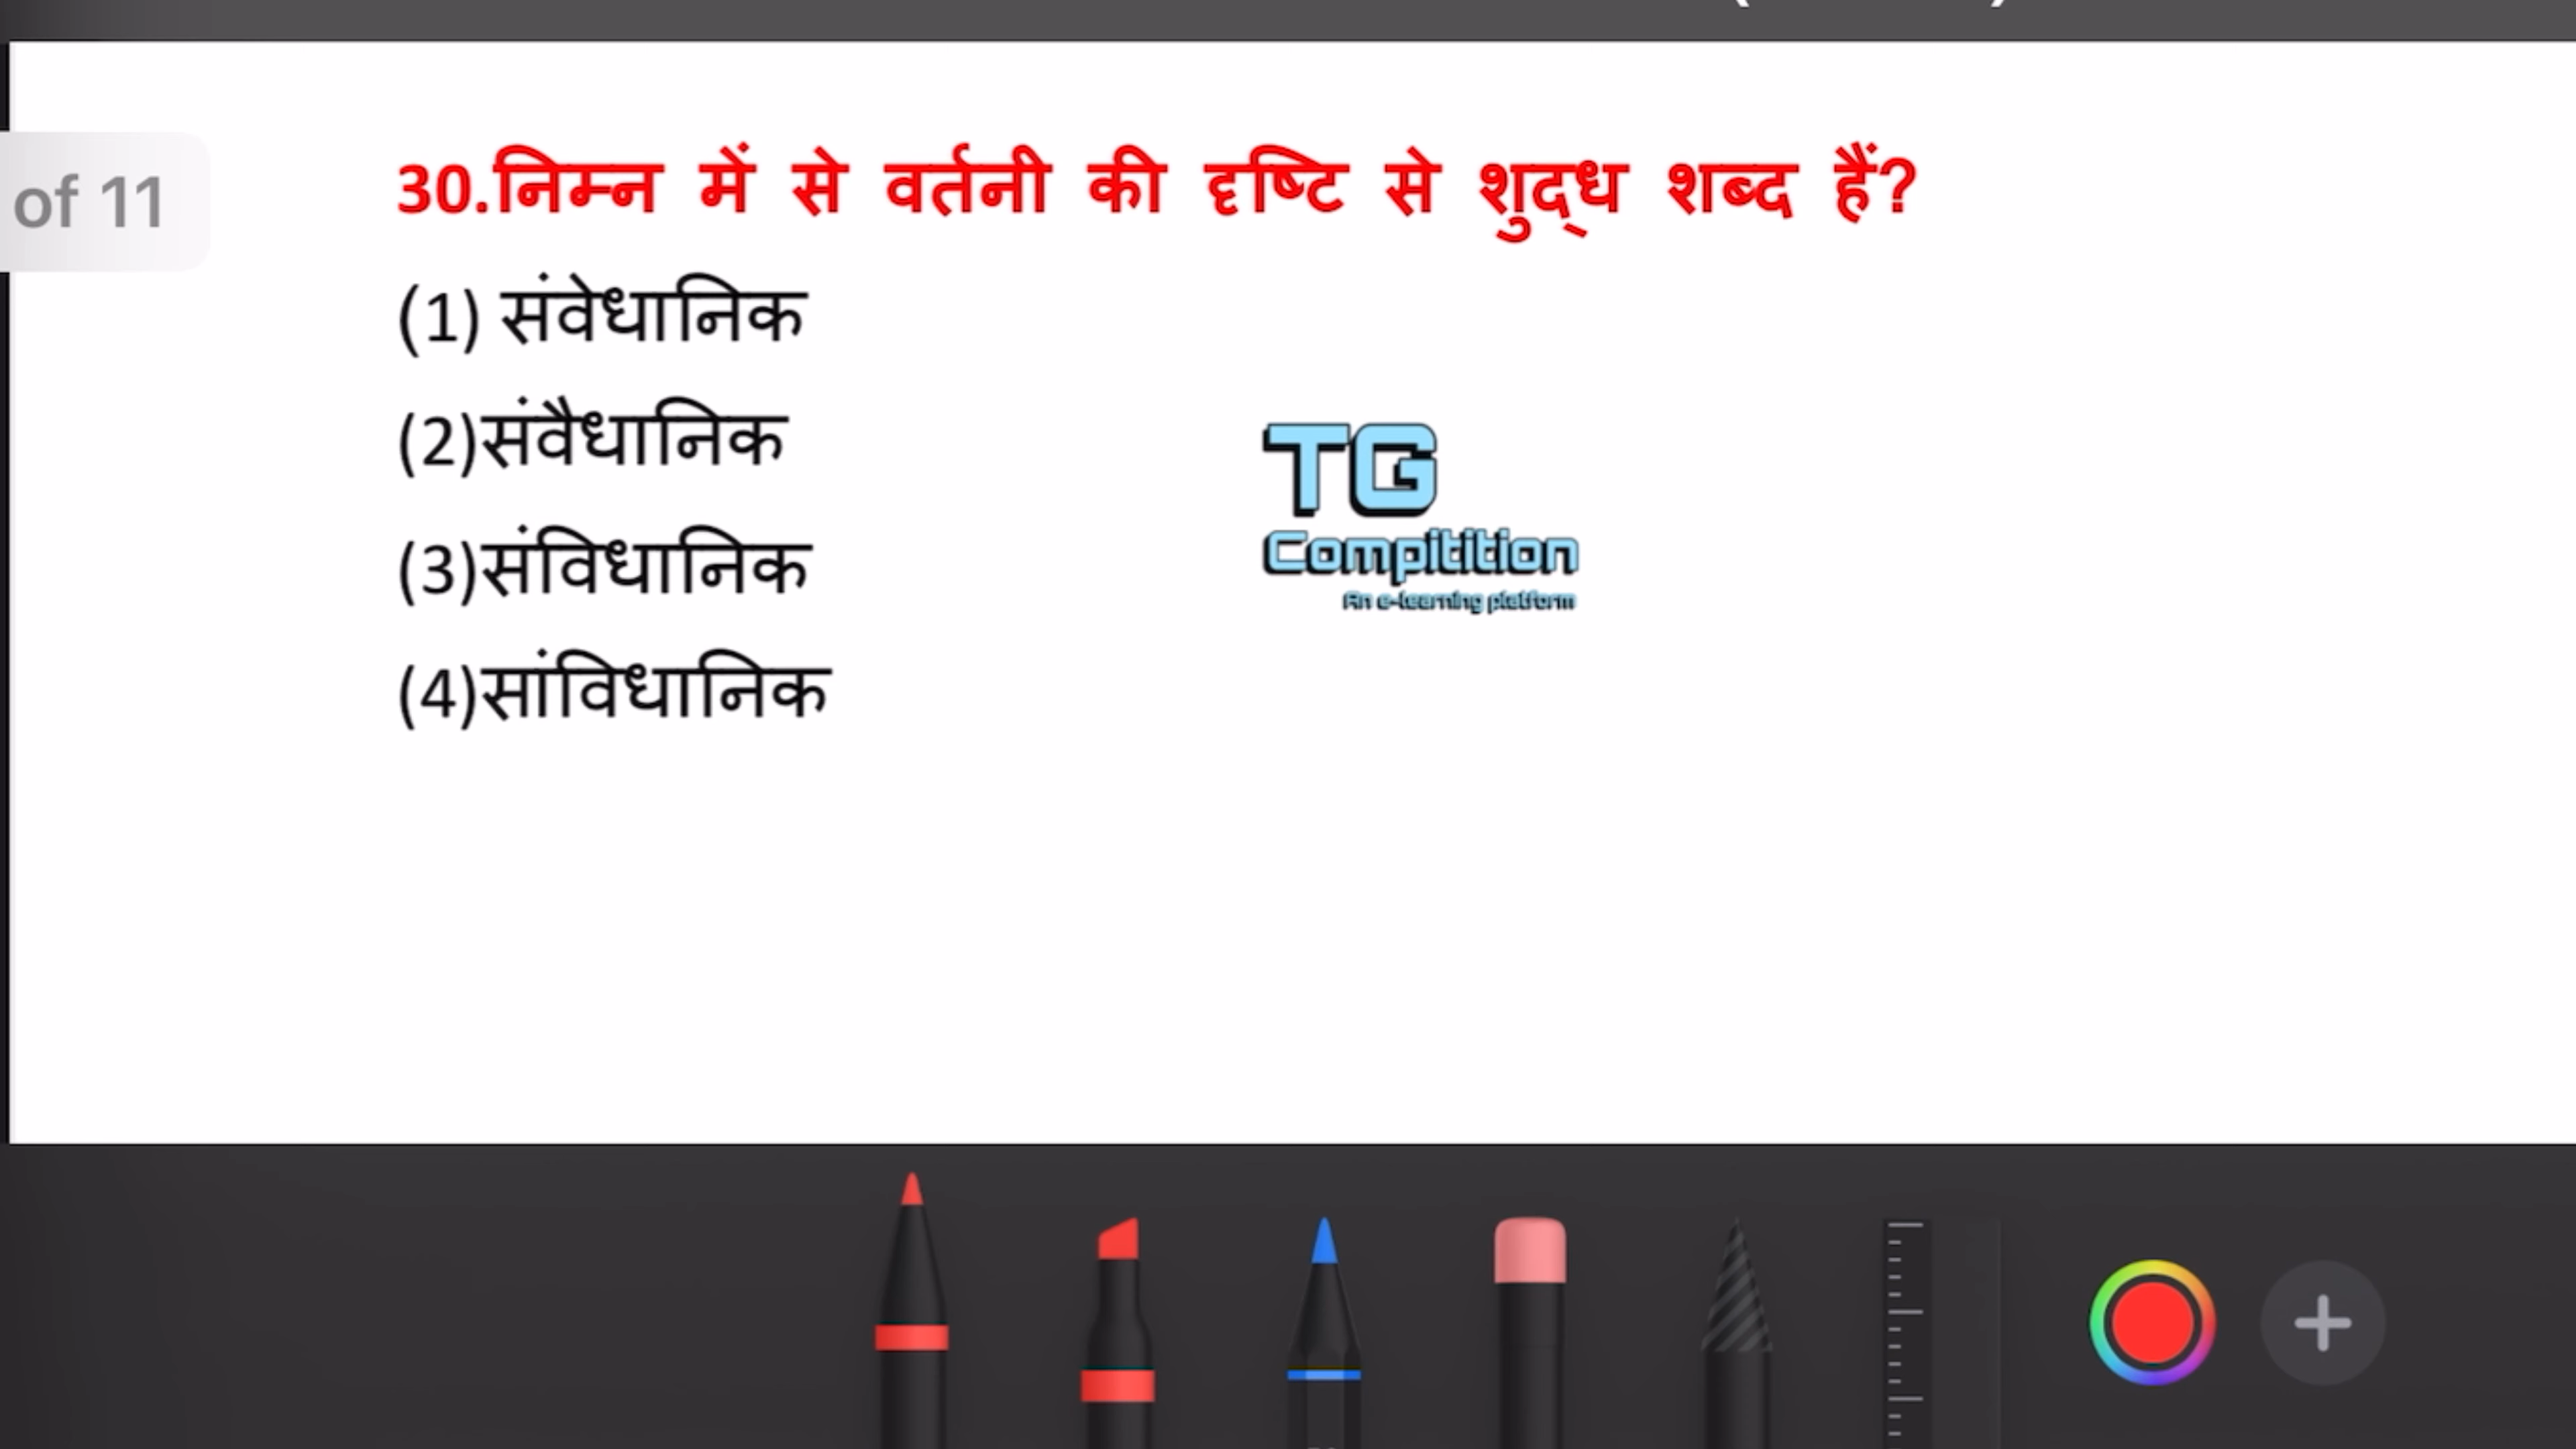 of 11
30.निम्न में से वर्तनी की दृष्टि से शुद्ध शब्द हैं?
(1) संवेधानिक
(2)संवैधानिक
(3)संविधानिक
(4)सांविधानिक
TG
Compitition
An e-learning platform